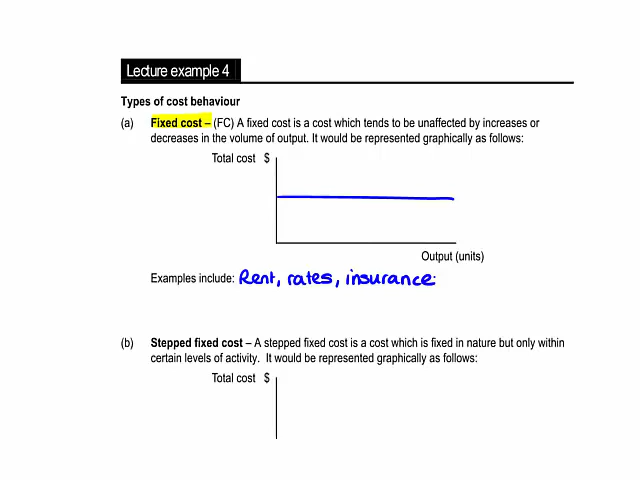 Lecture example 4
Types of cost behaviour
(a) Fixed cost – (FC) A fixed cost is a cost which tends to be unaffected by increases or
decreases in the volume of output. It would be represented graphically as follows:
Total cost $
Output (units)
Examples include: Rent, rates, insurance
(b) Stepped fixed cost – A stepped fixed cost is a cost which is fixed in nature but only within
certain levels of activity. It would be represented graphically as follows:
Total cost $